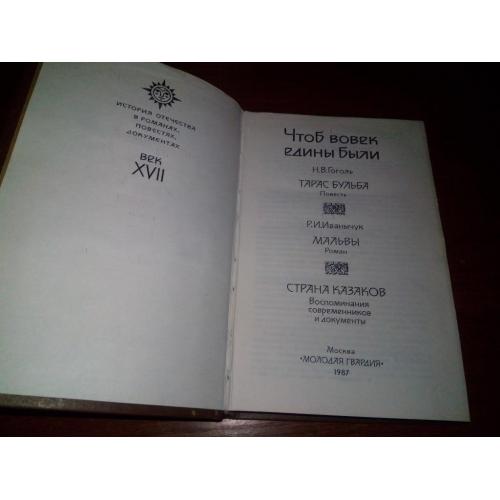 История Отечества
в романах,
повестях,
документах
Век
XVII
Чтоб вовек
едины были
Н.В.Гоголь
Тарас Бульба
Повесть
Р.И.Иванычук
Мальвы
Роман
Страна казаков
Воспоминания
современников
и документы
Москва
«Молодая гвардия»
1987